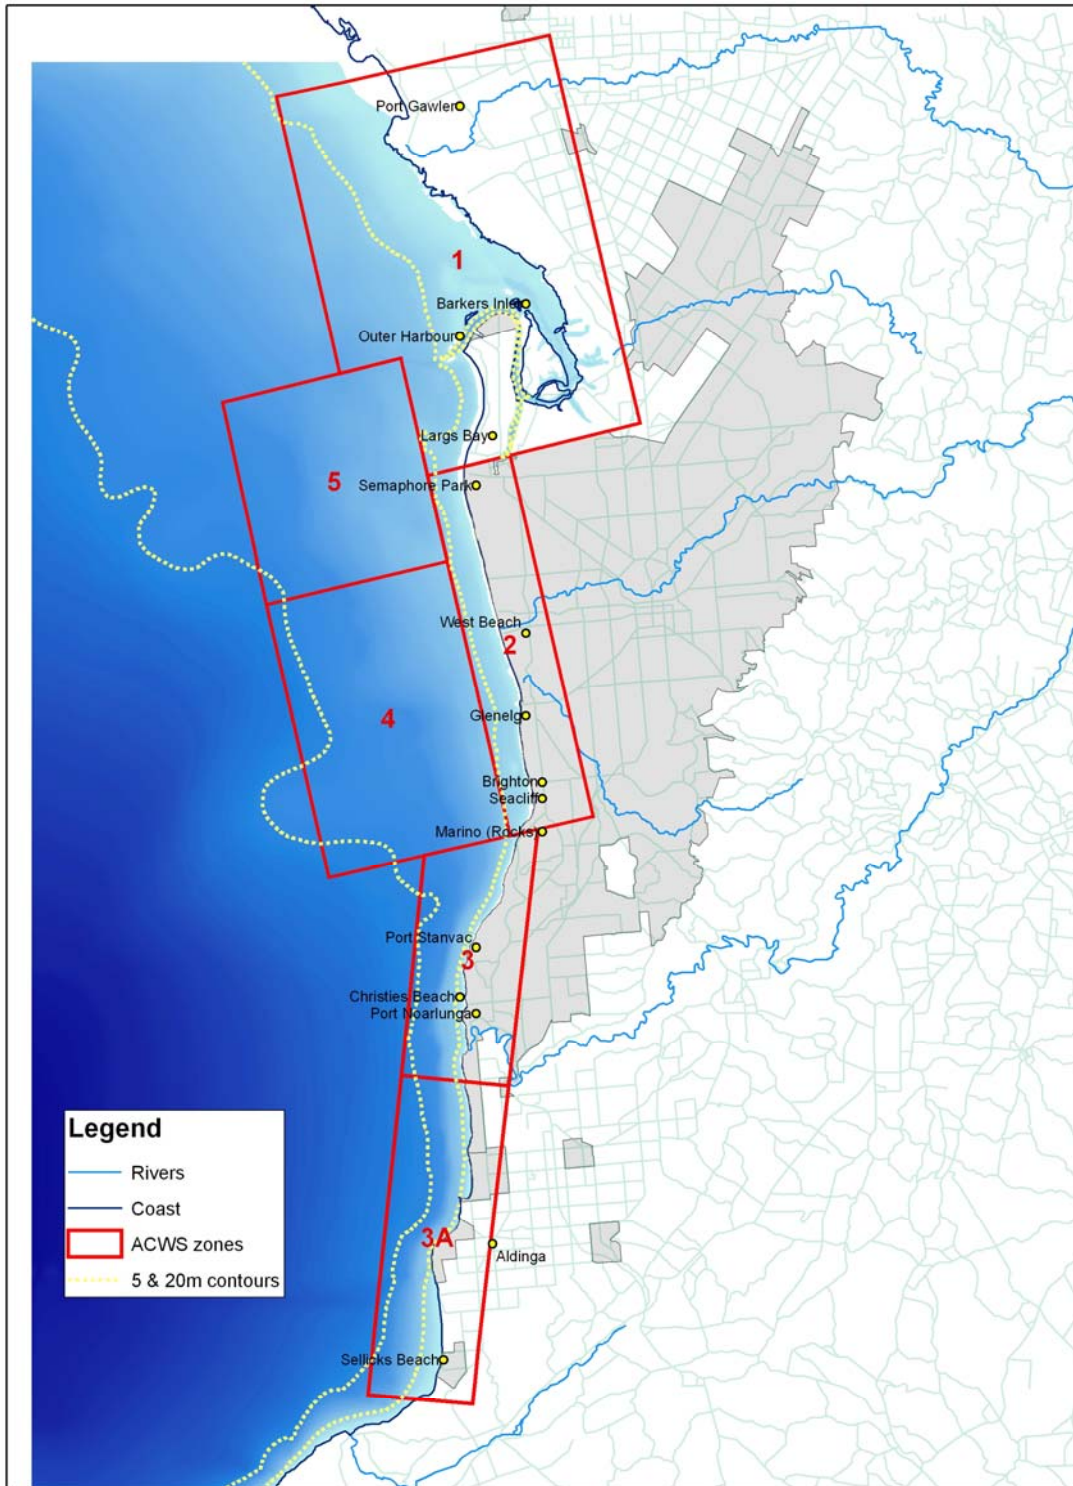 Port Gawler
1
Barkers Inlet
Outer Harbour
Largs Bay
5
Semaphore Park
West Beach
2
4
Glenelg
Brighton
Seacliff
Marino (Rocks)
Port Stanvac
3
Christies Beach
Port Noarlunga
Legend
Rivers
Coast
ACWS zones
5 & 20m contours
3A
Aldinga
Sellicks Beach